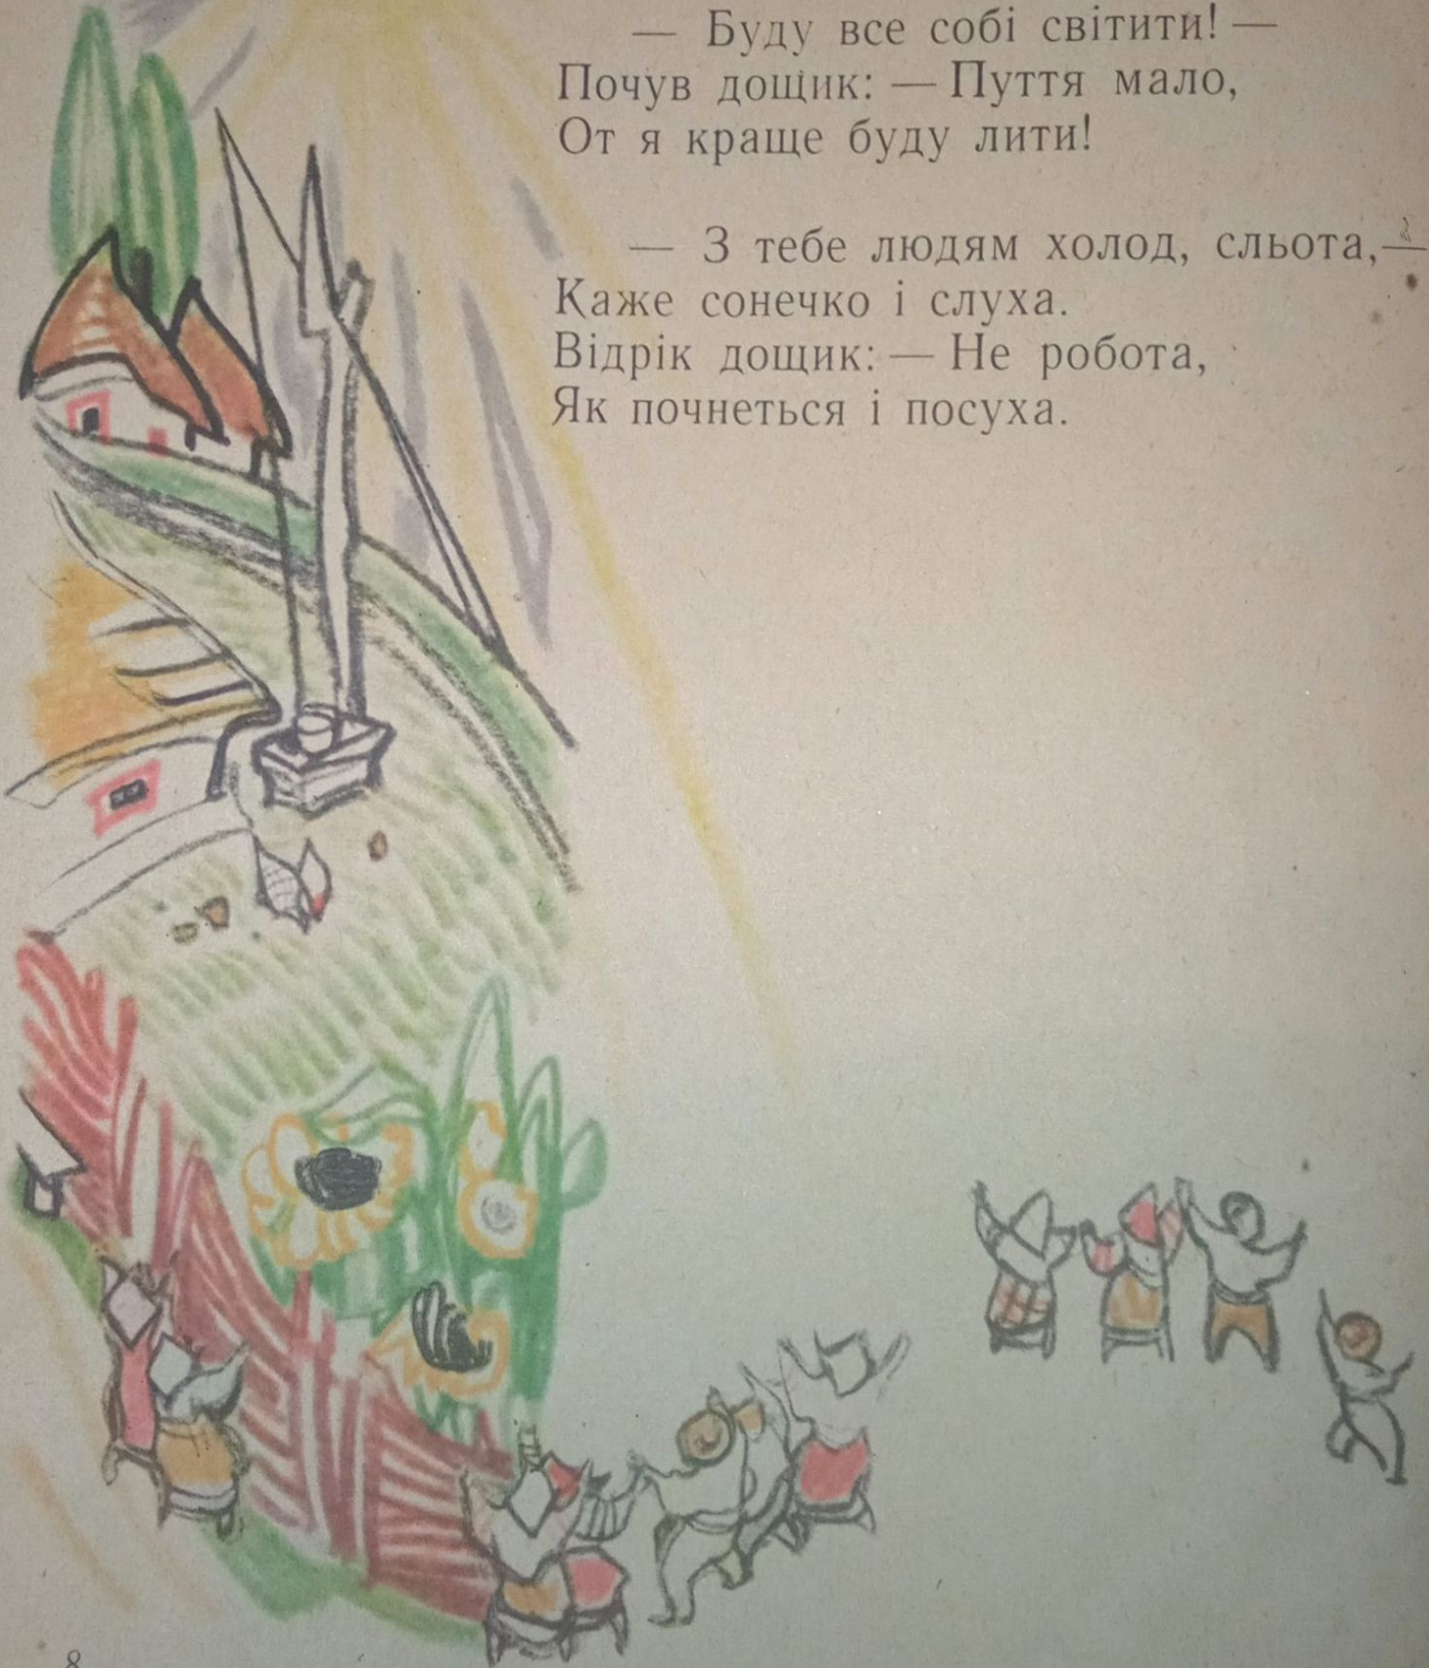 — Буду все собі світити! —
Почув дощик: — Пуття мало,
От я краще буду лити!
— З тебе людям холод, сльота,—
Каже сонечко і слуха.
Відрік дощик: — Не робота,
Як почнеться і посуха.
8